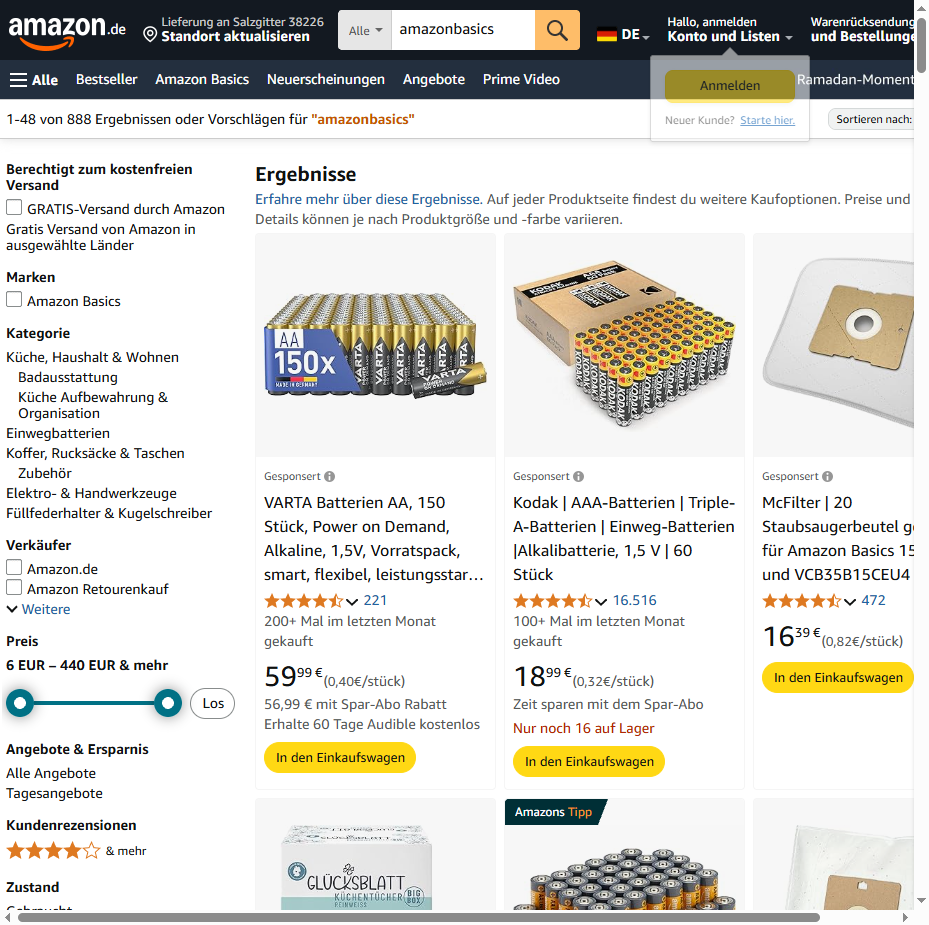 amazon.de
Lieferung an Salzgitter 38226
Standort aktualisieren
Alle
amazonbasics
DE
Hallo, anmelden
Konto und Listen
Warenrücksendung
und Bestellunge
Alle
Bestseller
Amazon Basics
Neuerscheinungen
Angebote
Prime Video
Ramadan-Moment
Anmelden
Neuer Kunde? Starte hier.
1-48 von 888 Ergebnissen oder Vorschlägen für "amazonbasics"
Sortieren nach:
Berechtigt zum kostenfreien
Versand
GRATIS-Versand durch Amazon
Gratis Versand von Amazon in
ausgewählte Länder
Marken
Amazon Basics
Kategorie
Küche, Haushalt & Wohnen
Badausstattung
Küche Aufbewahrung &
Organisation
Einwegbatterien
Koffer, Rucksäcke & Taschen
Zubehör
Elektro- & Handwerkzeuge
Füllfederhalter & Kugelschreiber
Verkäufer
Amazon.de
Amazon Retourenkauf
Weitere
Preis
6 EUR – 440 EUR & mehr
Los
Angebote & Ersparnis
Alle Angebote
Tagesangebote
Kundenrezensionen
& mehr
Zustand
Gebraucht
Ergebnisse
Erfahre mehr über diese Ergebnisse. Auf jeder Produktseite findest du weitere Kaufoptionen. Preise und
Details können je nach Produktgröße und -farbe variieren.
AA
150x
MADE IN GERMANY
VARTA
Gesponsert
VARTA Batterien AA, 150
Stück, Power on Demand,
Alkaline, 1,5V, Vorratspack,
smart, flexibel, leistungsstar…
221
200+ Mal im letzten Monat
gekauft
59,99 € (0,40€/stück)
56,99 € mit Spar-Abo Rabatt
Erhalte 60 Tage Audible kostenlos
In den Einkaufswagen
KODAK
Gesponsert
Kodak | AAA-Batterien | Triple-
A-Batterien | Einweg-Batterien
|Alkalibatterie, 1,5 V | 60
Stück
16.516
100+ Mal im letzten Monat
gekauft
18,99 € (0,32€/stück)
Zeit sparen mit dem Spar-Abo
Nur noch 16 auf Lager
In den Einkaufswagen
Gesponsert
McFilter | 20
Staubsaugerbeutel ge
für Amazon Basics 15
und VCB35B15CEU4
472
16,39 € (0,82€/stück)
In den Einkaufswagen
GLÜCKSBLATT
KÜCHENTÜCHER
REINWEISS
BIG BOX
Amazons Tipp